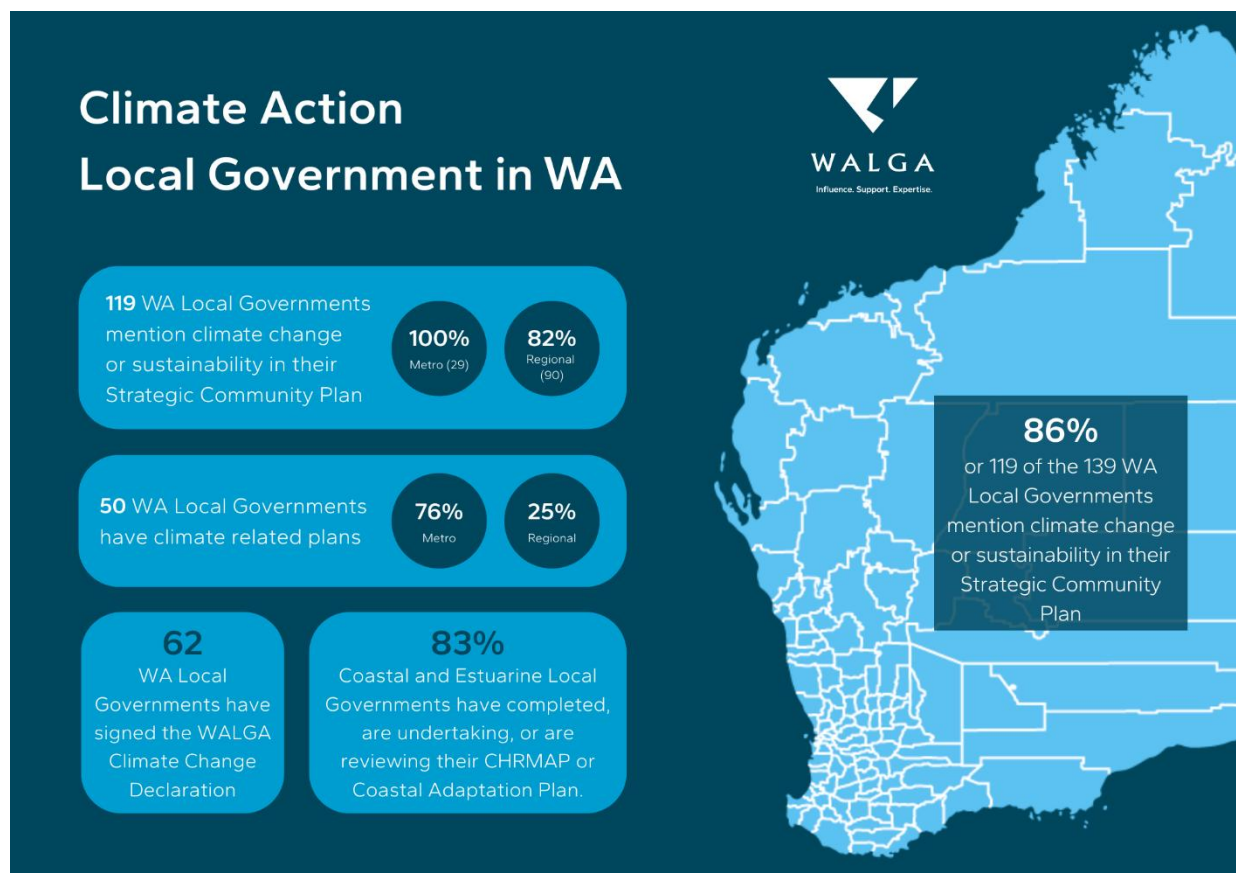 Climate Action
Local Government in WA
WALGA
Influence. Support. Expertise.
119 WA Local Governments
mention climate change
or sustainability in their
Strategic Community Plan
100%
Metro (29)
82%
Regional
(90)
50 WA Local Governments
have climate related plans
76%
Metro
25%
Regional
62
WA Local
Governments have
signed the WALGA
Climate Change
Declaration
83%
Coastal and Estuarine Local
Governments have completed,
are undertaking, or are
reviewing their CHRMAP or
Coastal Adaptation Plan.
86%
or 119 of the 139 WA
Local Governments
mention climate change
or sustainability in their
Strategic Community
Plan